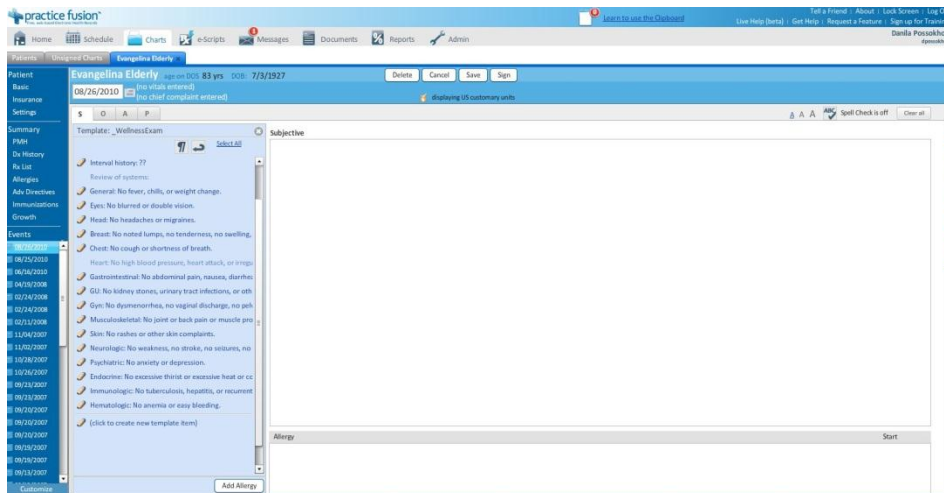 practice fusion
Tell a Friend | About | Lock Screen | Log O
Learn to use the Clipboard
Live Help (beta) | Get Help | Request a Feature | Sign up for Trainin
Home Schedule Charts e-Scripts Messages Documents Reports Admin
Danila Possokho
dpossokh
Patients Unsigned Charts Evangelina Elderly
Patient
Basic
Insurance
Settings
Summary
PMH
Dx History
Rx List
Allergies
Adv Directives
Immunizations
Growth
Events
08/26/2010
08/25/2010
06/16/2010
04/19/2008
02/24/2008
02/24/2008
02/11/2008
11/04/2007
11/02/2007
10/28/2007
10/26/2007
09/23/2007
09/23/2007
09/20/2007
09/20/2007
09/20/2007
09/19/2007
09/19/2007
09/13/2007
Customize
Evangelina Elderly age on DOS 83 yrs DOB: 7/3/1927
Delete Cancel Save Sign
08/26/2010 (no vitals entered)
(no chief complaint entered)
displaying US customary units
S O A P
A A A ABC Spell Check is off Clear all
Template: _WellnessExam
Select All
Interval history: ??
Review of systems:
General: No fever, chills, or weight change.
Eyes: No blurred or double vision.
Head: No headaches or migraines.
Breast: No noted lumps, no tenderness, no swelling,
Chest: No cough or shortness of breath.
Heart: No high blood pressure, heart attack, or irregu
Gastrointestinal: No abdominal pain, nausea, diarrhea
GU: No kidney stones, urinary tract infections, or oth
Gyn: No dysmenorrhea, no vaginal discharge, no pelv
Musculoskeletal: No joint or back pain or muscle pro
Skin: No rashes or other skin complaints.
Neurologic: No weakness, no stroke, no seizures, no
Psychiatric: No anxiety or depression.
Endocrine: No excessive thirst or excessive heat or co
Immunologic: No tuberculosis, hepatitis, or recurrent
Hematologic: No anemia or easy bleeding.
(click to create new template item)
Add Allergy
Subjective
Allergy Start